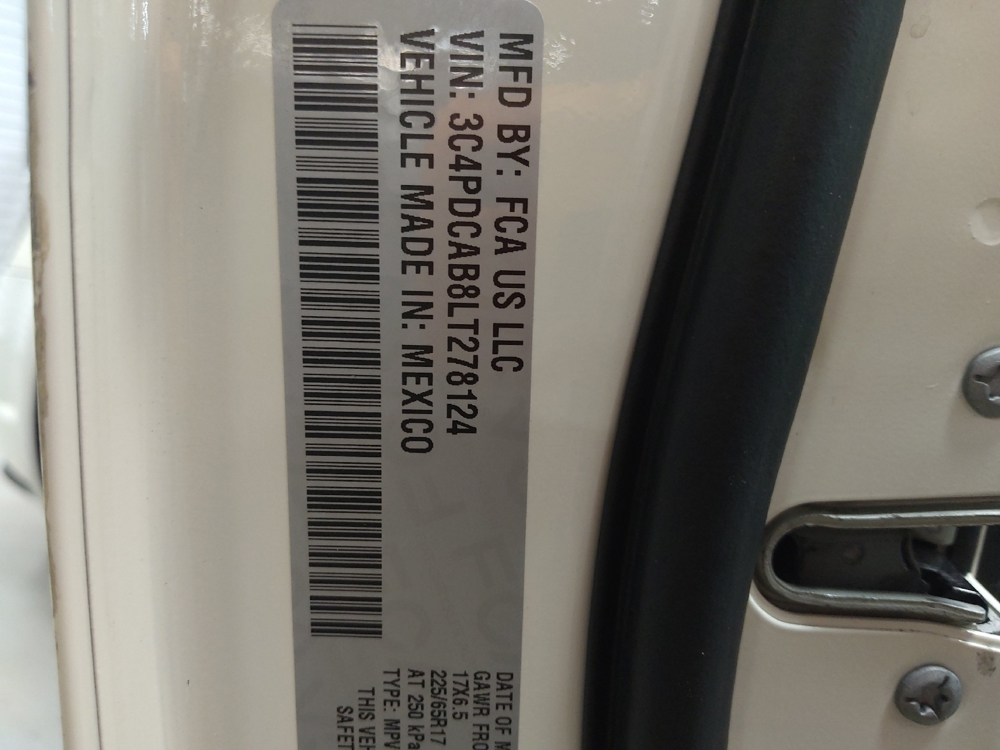 MFD BY: FCA US LLC
VIN: 3C4PDCAB8LT278124
VEHICLE MADE IN: MEXICO
DATE OF M
GAWR FRO
17X6.5
225/65R17
AT 250 kPa
TYPE: MPV
THIS VEH
SAFET